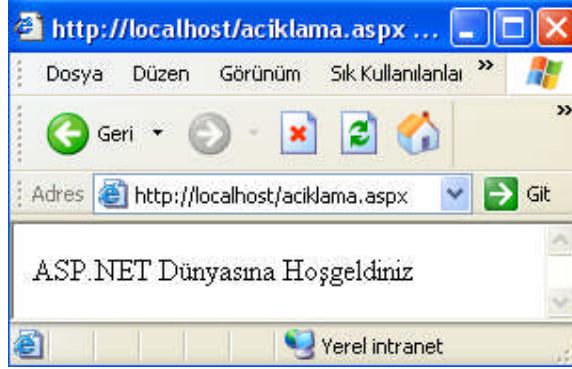 http://localhost/aciklama.aspx ...
Dosya Düzen Görünüm Sık Kullanılanlar »
Geri »
Adres http://localhost/aciklama.aspx Git
ASP.NET Dünyasına Hoşgeldiniz
Yerel intranet